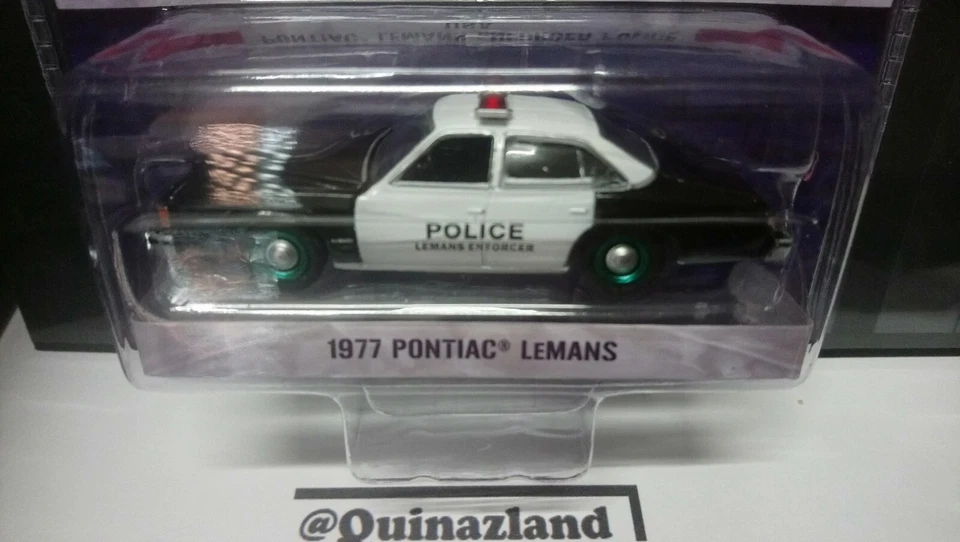 POLICE
LEMANS ENFORCER
1977 PONTIAC® LEMANS
@Quinazland